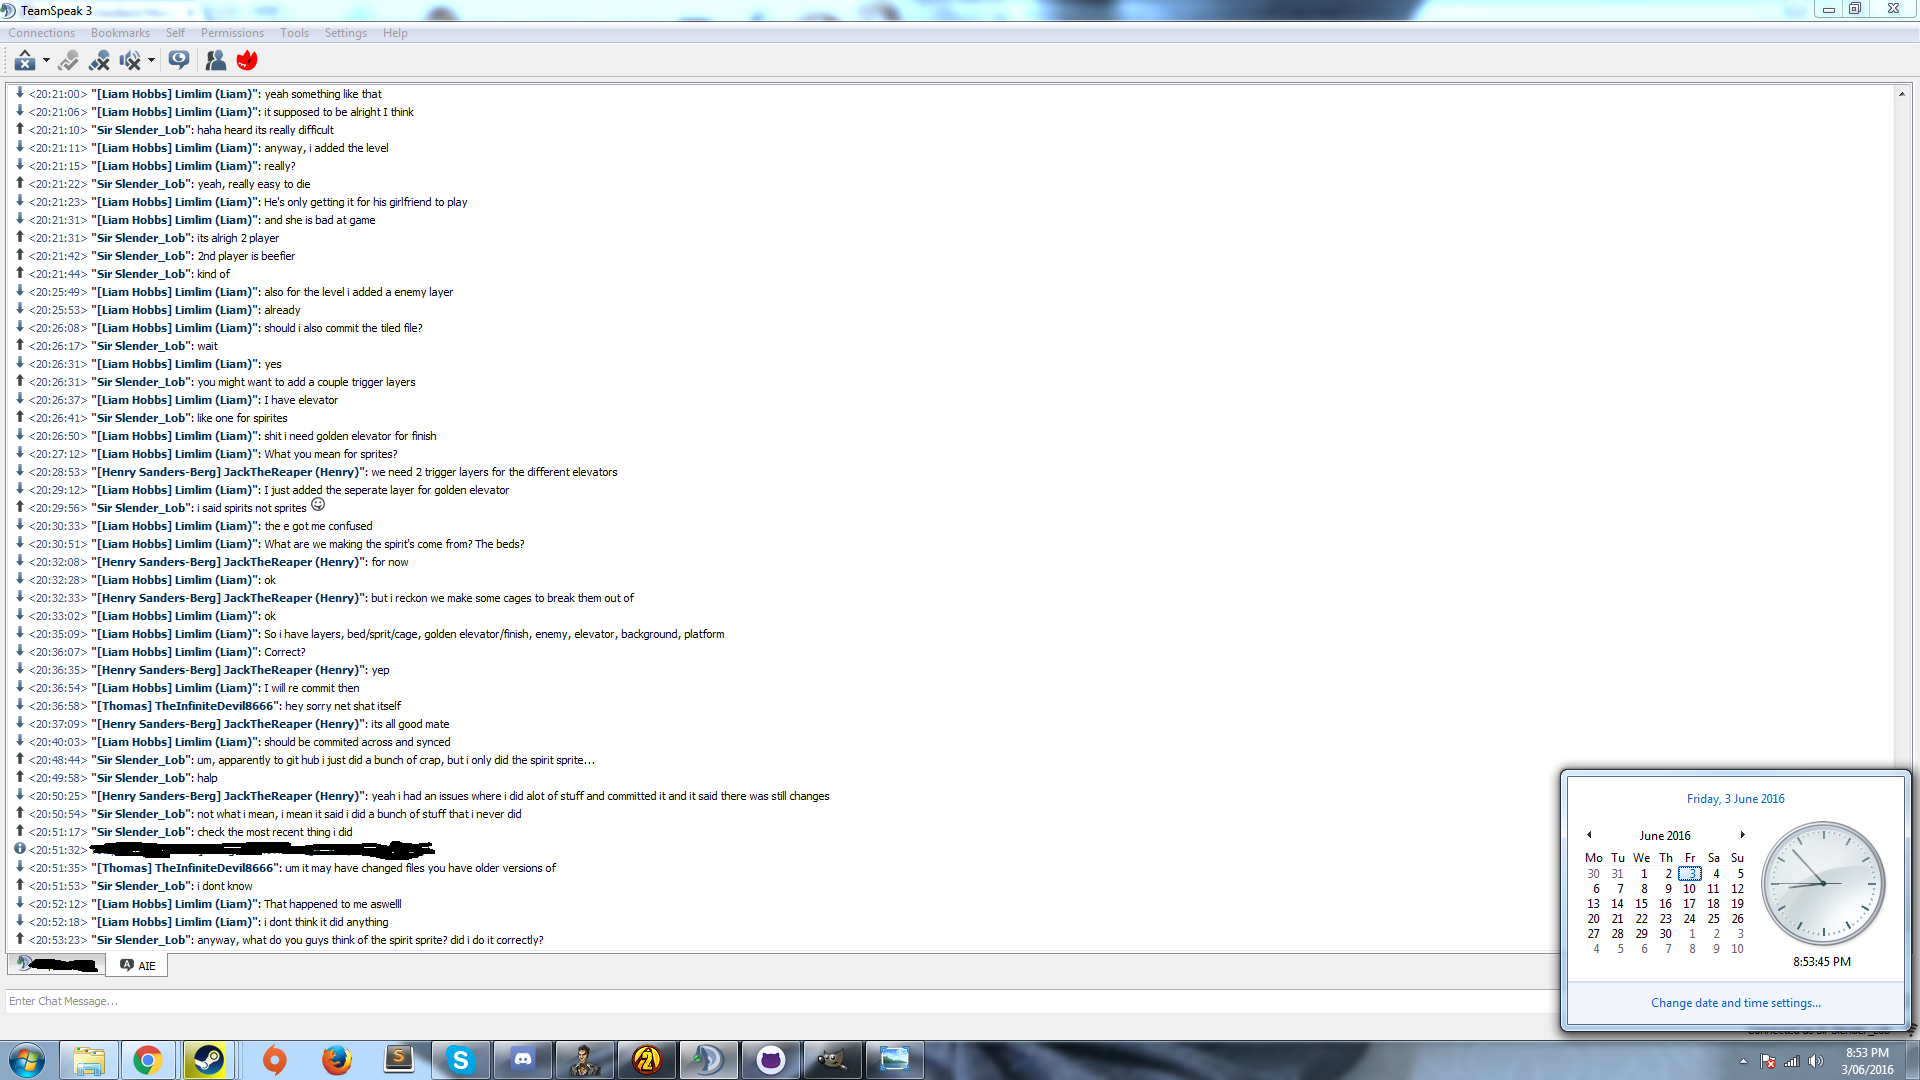 TeamSpeak 3
Connections Bookmarks Self Permissions Tools Settings Help
<20:21:00> "[Liam Hobbs] Limlim (Liam)": yeah something like that
<20:21:06> "[Liam Hobbs] Limlim (Liam)": it supposed to be alright I think
<20:21:10> "Sir Slender_Lob": haha heard its really difficult
<20:21:11> "[Liam Hobbs] Limlim (Liam)": anyway, i added the level
<20:21:15> "[Liam Hobbs] Limlim (Liam)": really?
<20:21:22> "Sir Slender_Lob": yeah, really easy to die
<20:21:23> "[Liam Hobbs] Limlim (Liam)": He's only getting it for his girlfriend to play
<20:21:31> "[Liam Hobbs] Limlim (Liam)": and she is bad at game
<20:21:31> "Sir Slender_Lob": its alrigh 2 player
<20:21:42> "Sir Slender_Lob": 2nd player is beefier
<20:21:44> "Sir Slender_Lob": kind of
<20:25:49> "[Liam Hobbs] Limlim (Liam)": also for the level i added a enemy layer
<20:25:53> "[Liam Hobbs] Limlim (Liam)": already
<20:26:08> "[Liam Hobbs] Limlim (Liam)": should i also commit the tiled file?
<20:26:17> "Sir Slender_Lob": wait
<20:26:31> "[Liam Hobbs] Limlim (Liam)": yes
<20:26:31> "Sir Slender_Lob": you might want to add a couple trigger layers
<20:26:37> "[Liam Hobbs] Limlim (Liam)": I have elevator
<20:26:41> "Sir Slender_Lob": like one for spirites
<20:26:50> "[Liam Hobbs] Limlim (Liam)": shit i need golden elevator for finish
<20:27:12> "[Liam Hobbs] Limlim (Liam)": What you mean for sprites?
<20:28:53> "[Henry Sanders-Berg] JackTheReaper (Henry)": we need 2 trigger layers for the different elevators
<20:29:12> "[Liam Hobbs] Limlim (Liam)": I just added the seperate layer for golden elevator
<20:29:56> "Sir Slender_Lob": i said spirits not sprites
<20:30:33> "[Liam Hobbs] Limlim (Liam)": the e got me confused
<20:30:51> "[Liam Hobbs] Limlim (Liam)": What are we making the spirit's come from? The beds?
<20:32:08> "[Henry Sanders-Berg] JackTheReaper (Henry)": for now
<20:32:28> "[Liam Hobbs] Limlim (Liam)": ok
<20:32:33> "[Henry Sanders-Berg] JackTheReaper (Henry)": but i reckon we make some cages to break them out of
<20:33:02> "[Liam Hobbs] Limlim (Liam)": ok
<20:35:09> "[Liam Hobbs] Limlim (Liam)": So i have layers, bed/sprit/cage, golden elevator/finish, enemy, elevator, background, platform
<20:36:07> "[Liam Hobbs] Limlim (Liam)": Correct?
<20:36:35> "[Henry Sanders-Berg] JackTheReaper (Henry)": yep
<20:36:54> "[Liam Hobbs] Limlim (Liam)": I will re commit then
<20:36:58> "[Thomas] TheInfiniteDevil8666": hey sorry net shat itself
<20:37:09> "[Henry Sanders-Berg] JackTheReaper (Henry)": its all good mate
<20:40:03> "[Liam Hobbs] Limlim (Liam)": should be commited across and synced
<20:48:44> "Sir Slender_Lob": um, apparently to git hub i just did a bunch of crap, but i only did the spirit sprite...
<20:49:58> "Sir Slender_Lob": halp
<20:50:25> "[Henry Sanders-Berg] JackTheReaper (Henry)": yeah i had an issues where i did alot of stuff and committed it and it said there was still changes
<20:50:54> "Sir Slender_Lob": not what i mean, i mean it said i did a bunch of stuff that i never did
<20:51:17> "Sir Slender_Lob": check the most recent thing i did
<20:51:32>
<20:51:35> "[Thomas] TheInfiniteDevil8666": um it may have changed files you have older versions of
<20:51:53> "Sir Slender_Lob": i dont know
<20:52:12> "[Liam Hobbs] Limlim (Liam)": That happened to me aswelll
<20:52:18> "[Liam Hobbs] Limlim (Liam)": i dont think it did anything
<20:53:23> "Sir Slender_Lob": anyway, what do you guys think of the spirit sprite? did i do it correctly?
AIE
Enter Chat Message...
Friday, 3 June 2016
June 2016
Mo Tu We Th Fr Sa Su
30 31 1 2 3 4 5
6 7 8 9 10 11 12
13 14 15 16 17 18 19
20 21 22 23 24 25 26
27 28 29 30 1 2 3
4 5 6 7 8 9 10
8:53:45 PM
Change date and time settings...
8:53 PM
3/06/2016